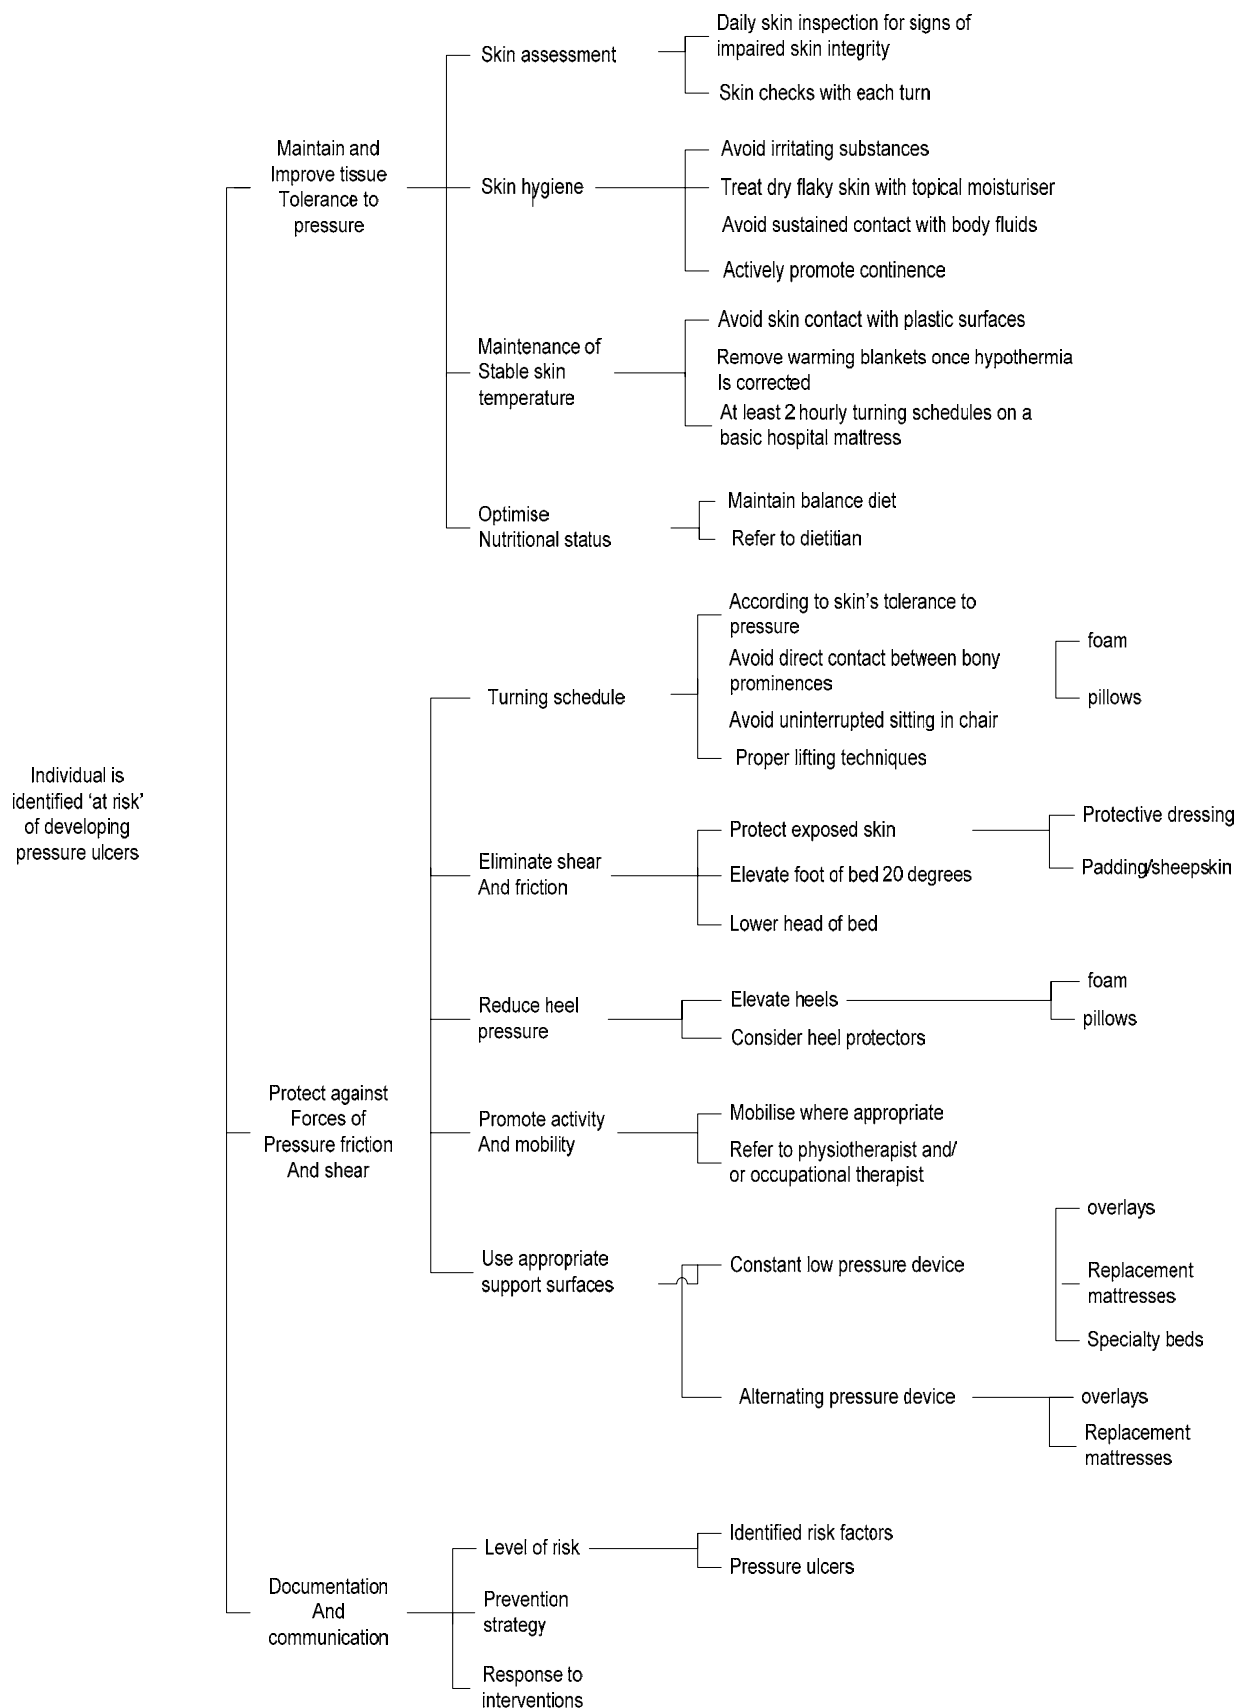 Individual is
identified ‘at risk’
of developing
pressure ulcers
Maintain and
Improve tissue
Tolerance to
pressure
Skin assessment
Daily skin inspection for signs of
impaired skin integrity
Skin checks with each turn
Skin hygiene
Avoid irritating substances
Treat dry flaky skin with topical moisturiser
Avoid sustained contact with body fluids
Actively promote continence
Maintenance of
Stable skin
temperature
Avoid skin contact with plastic surfaces
Remove warming blankets once hypothermia
Is corrected
At least 2 hourly turning schedules on a
basic hospital mattress
Optimise
Nutritional status
Maintain balance diet
Refer to dietitian
Protect against
Forces of
Pressure friction
And shear
Turning schedule
According to skin’s tolerance to
pressure
Avoid direct contact between bony
prominences
foam
pillows
Avoid uninterrupted sitting in chair
Proper lifting techniques
Eliminate shear
And friction
Protect exposed skin
Protective dressing
Padding/sheepskin
Elevate foot of bed 20 degrees
Lower head of bed
Reduce heel
pressure
Elevate heels
foam
pillows
Consider heel protectors
Promote activity
And mobility
Mobilise where appropriate
Refer to physiotherapist and/
or occupational therapist
Use appropriate
support surfaces
Constant low pressure device
overlays
Replacement
mattresses
Specialty beds
Alternating pressure device
overlays
Replacement
mattresses
Documentation
And
communication
Level of risk
Identified risk factors
Pressure ulcers
Prevention
strategy
Response to
interventions